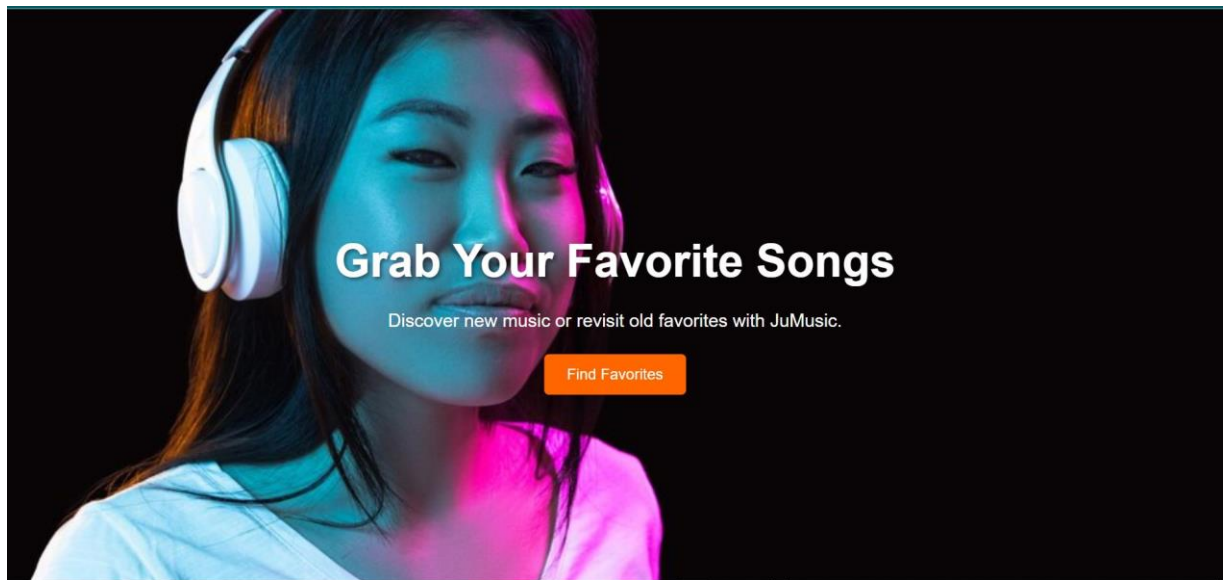 Grab Your Favorite Songs
Discover new music or revisit old favorites with JuMusic.
Find Favorites